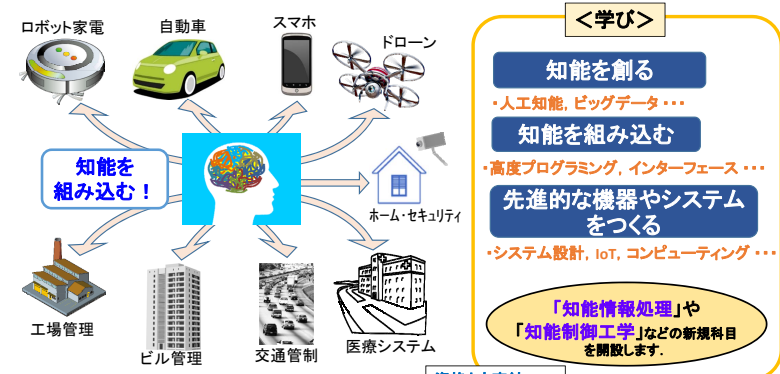 ロボット家電
自動車
スマホ
ドローン
知能を
組み込む！
ホーム・セキュリティ
工場管理
ビル管理
交通管制
医療システム
＜学び＞
知能を創る
・人工知能，ビッグデータ・・・
知能を組み込む
・高度プログラミング，インターフェース・・・
先進的な機器やシステム
をつくる
・システム設計，IoT，コンピューティング・・・
「知能情報処理」や
「知能制御工学」などの新規科目
を開設します．